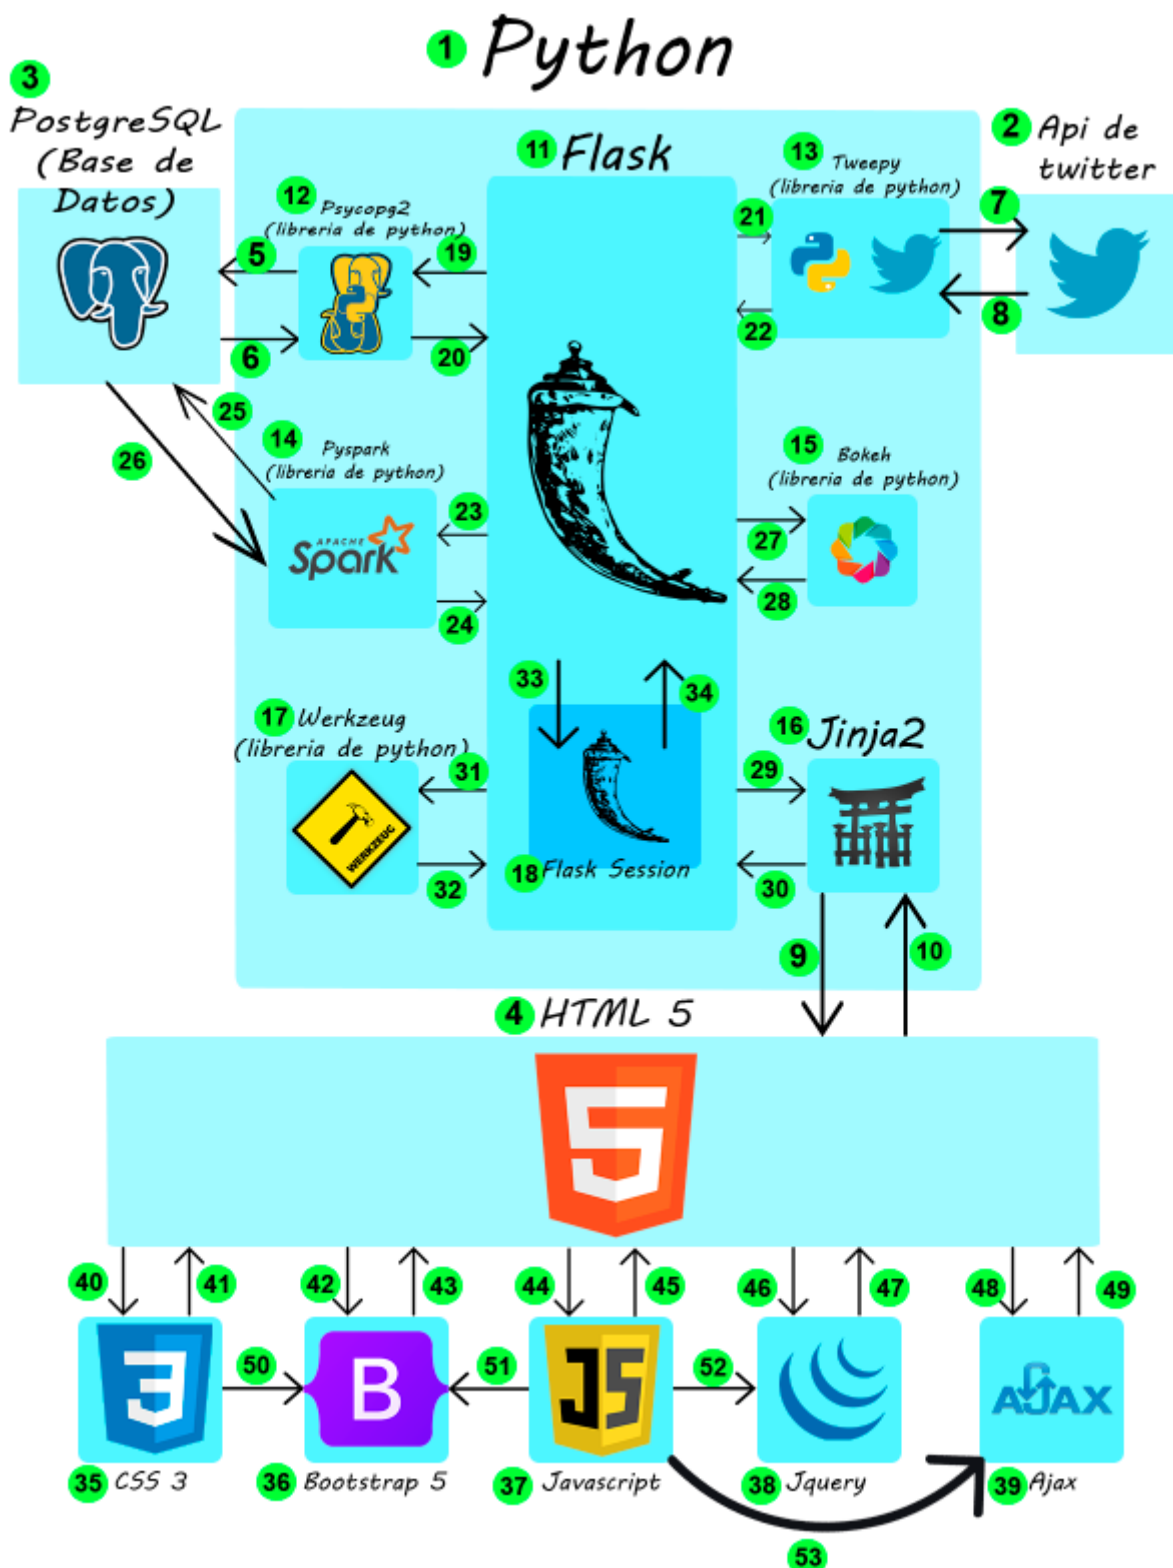 1 Python
3
PostgreSQL
(Base de
Datos)
2 Api de
twitter
11 Flask
13 Tweepy
(libreria de python)
12 Psycopg2
(libreria de python)
5
19
21
7
6
20
22
8
25
26
14 Pyspark
(libreria de python)
15 Bokeh
(libreria de python)
23
APACHE
Spark
24
27
28
33
34
17 Werkzeug
(libreria de python)
16 Jinja2
31
29
WERKZEUG
32
18 Flask Session
30
9
10
4 HTML 5
40
41
42
43
44
45
46
47
48
49
3
50
B
51
JS
52
AJAX
35 CSS 3
36 Bootstrap 5
37 Javascript
38 Jquery
39 Ajax
53